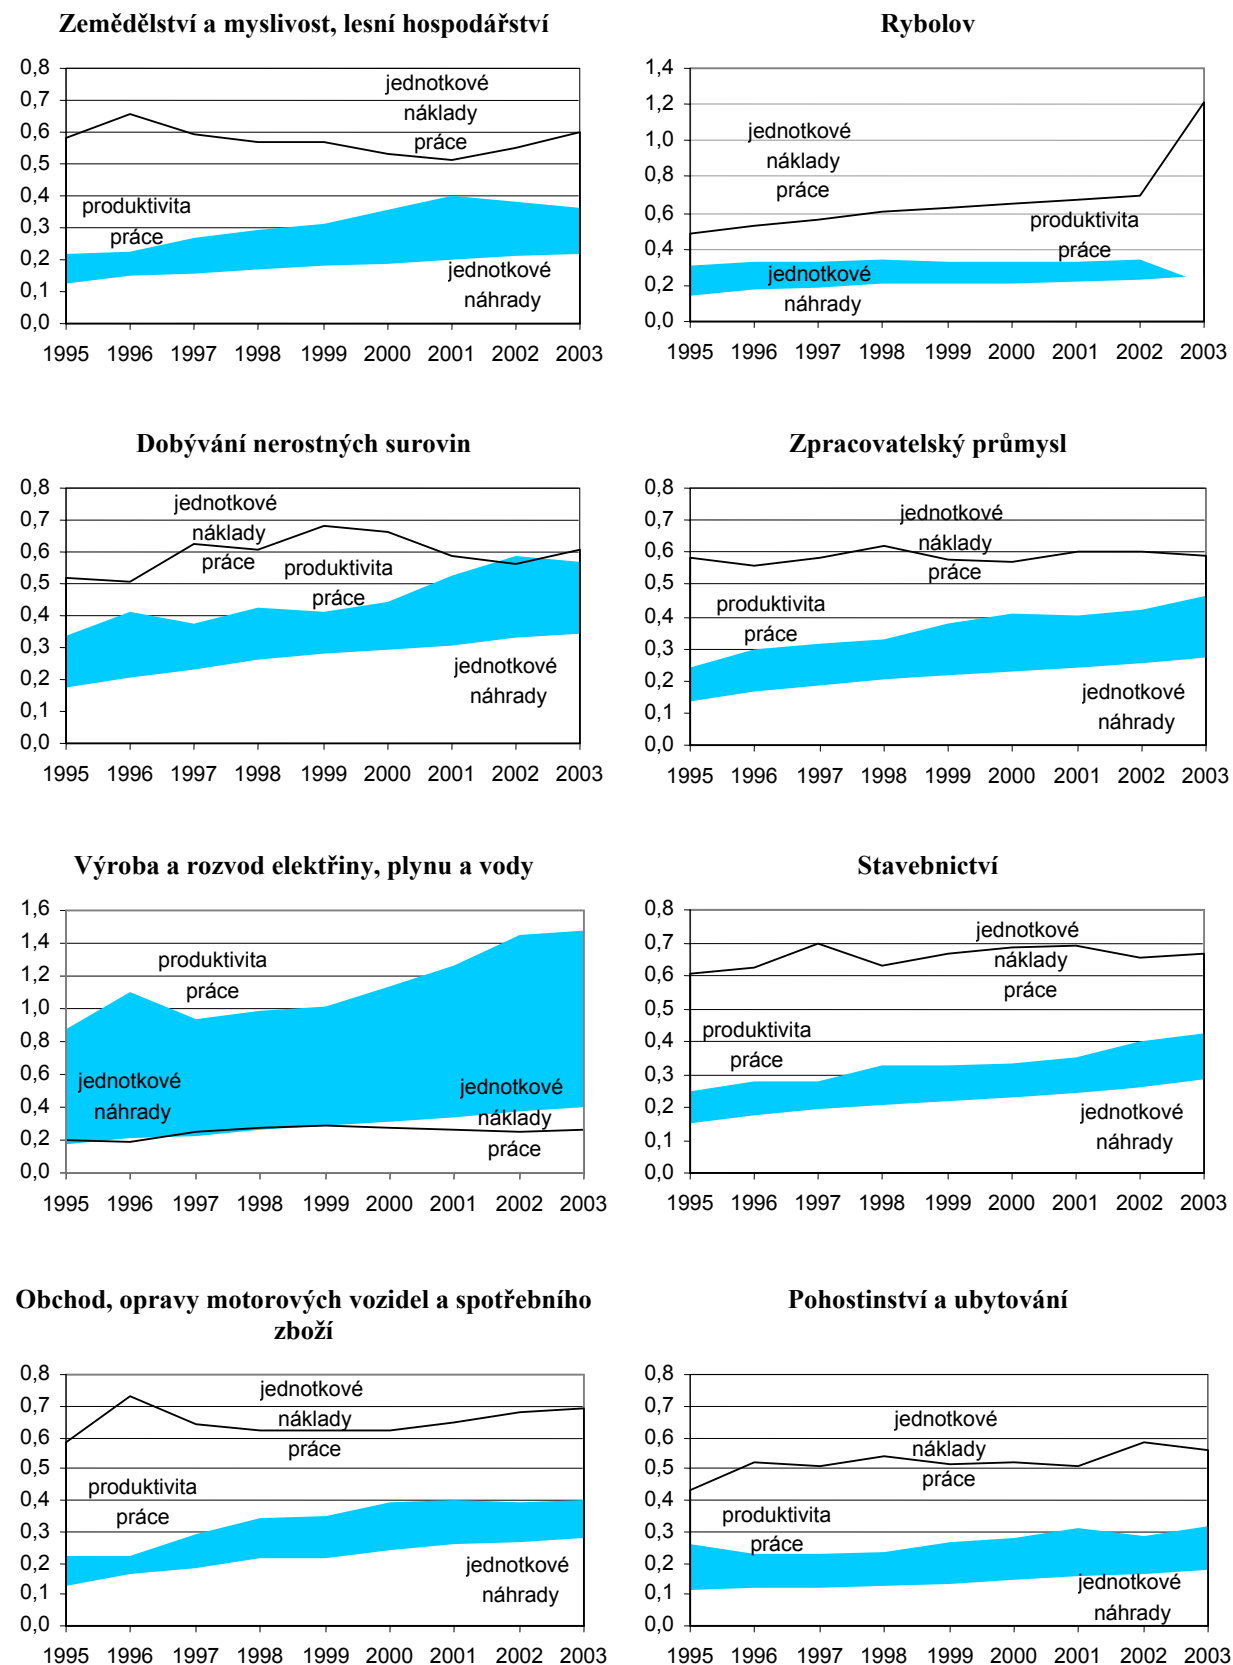 Zemědělství a myslivost, lesní hospodářství
0,8
0,7
0,6
0,5
0,4
0,3
0,2
0,1
0,0
jednotkové
náklady
práce
produktivita
práce
jednotkové
náhrady
1995 1996 1997 1998 1999 2000 2001 2002 2003
Rybolov
1,4
1,2
1,0
0,8
0,6
0,4
0,2
0,0
jednotkové
náklady
práce
produktivita
práce
jednotkové
náhrady
1995 1996 1997 1998 1999 2000 2001 2002 2003
Dobývání nerostných surovin
0,8
0,7
0,6
0,5
0,4
0,3
0,2
0,1
0,0
jednotkové
náklady
práce
produktivita
práce
jednotkové
náhrady
1995 1996 1997 1998 1999 2000 2001 2002 2003
Zpracovatelský průmysl
0,8
0,7
0,6
0,5
0,4
0,3
0,2
0,1
0,0
jednotkové
náklady
práce
produktivita
práce
jednotkové
náhrady
1995 1996 1997 1998 1999 2000 2001 2002 2003
Výroba a rozvod elektřiny, plynu a vody
1,6
1,4
1,2
1,0
0,8
0,6
0,4
0,2
0,0
produktivita
práce
jednotkové
náhrady
jednotkové
náklady
práce
1995 1996 1997 1998 1999 2000 2001 2002 2003
Stavebnictví
0,8
0,7
0,6
0,5
0,4
0,3
0,2
0,1
0,0
jednotkové
náklady
práce
produktivita
práce
jednotkové
náhrady
1995 1996 1997 1998 1999 2000 2001 2002 2003
Obchod, opravy motorových vozidel a spotřebního
zboží
0,8
0,7
0,6
0,5
0,4
0,3
0,2
0,1
0,0
jednotkové
náklady
práce
produktivita
práce
jednotkové
náhrady
1995 1996 1997 1998 1999 2000 2001 2002 2003
Pohostinství a ubytování
0,8
0,7
0,6
0,5
0,4
0,3
0,2
0,1
0,0
jednotkové
náklady
práce
produktivita
práce
jednotkové
náhrady
1995 1996 1997 1998 1999 2000 2001 2002 2003